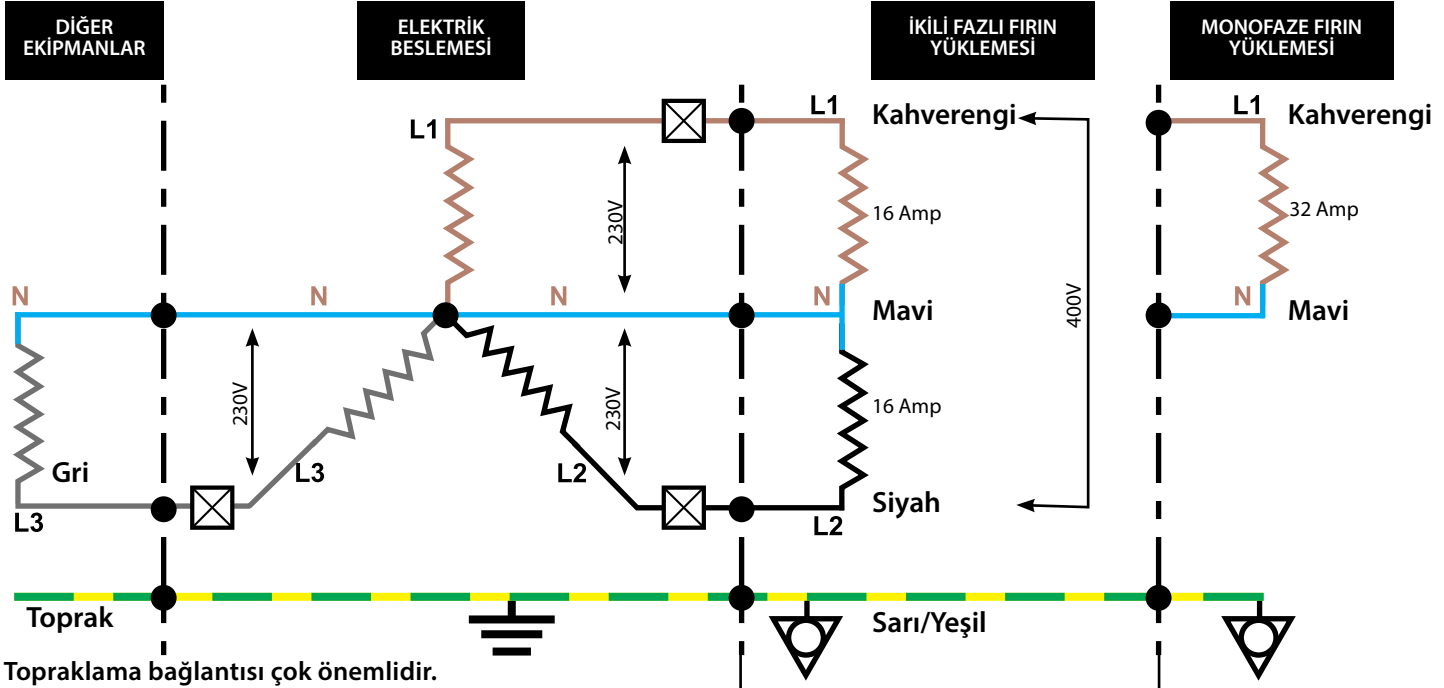 DİĞER
EKİPMANLAR
ELEKTRİK
BESLEMESİ
İKİLİ FAZLI FIRIN
YÜKLEMESİ
MONOFAZE FIRIN
YÜKLEMESİ
L1
L1
Kahverengi
L1
Kahverengi
230V
16 Amp
32 Amp
400V
N
N
N
N
Mavi
N
Mavi
230V
230V
16 Amp
Gri
L3
L2
Siyah
L3
L2
Toprak
Sarı/Yeşil
Topraklama bağlantısı çok önemlidir.